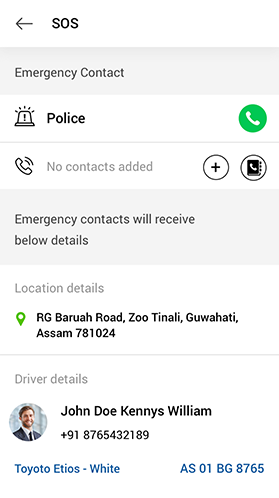 SOS
Emergency Contact
Police
No contacts added
Emergency contacts will receive
below details
Location details
RG Baruah Road, Zoo Tinali, Guwahati,
Assam 781024
Driver details
John Doe Kennys William
+91 8765432189
Toyoto Etios - White AS 01 BG 8765